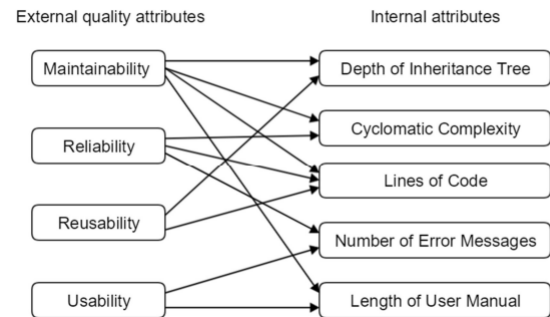 External quality attributes
Internal attributes
Maintainability
Depth of Inheritance Tree
Cyclomatic Complexity
Reliability
Lines of Code
Reusability
Number of Error Messages
Usability
Length of User Manual